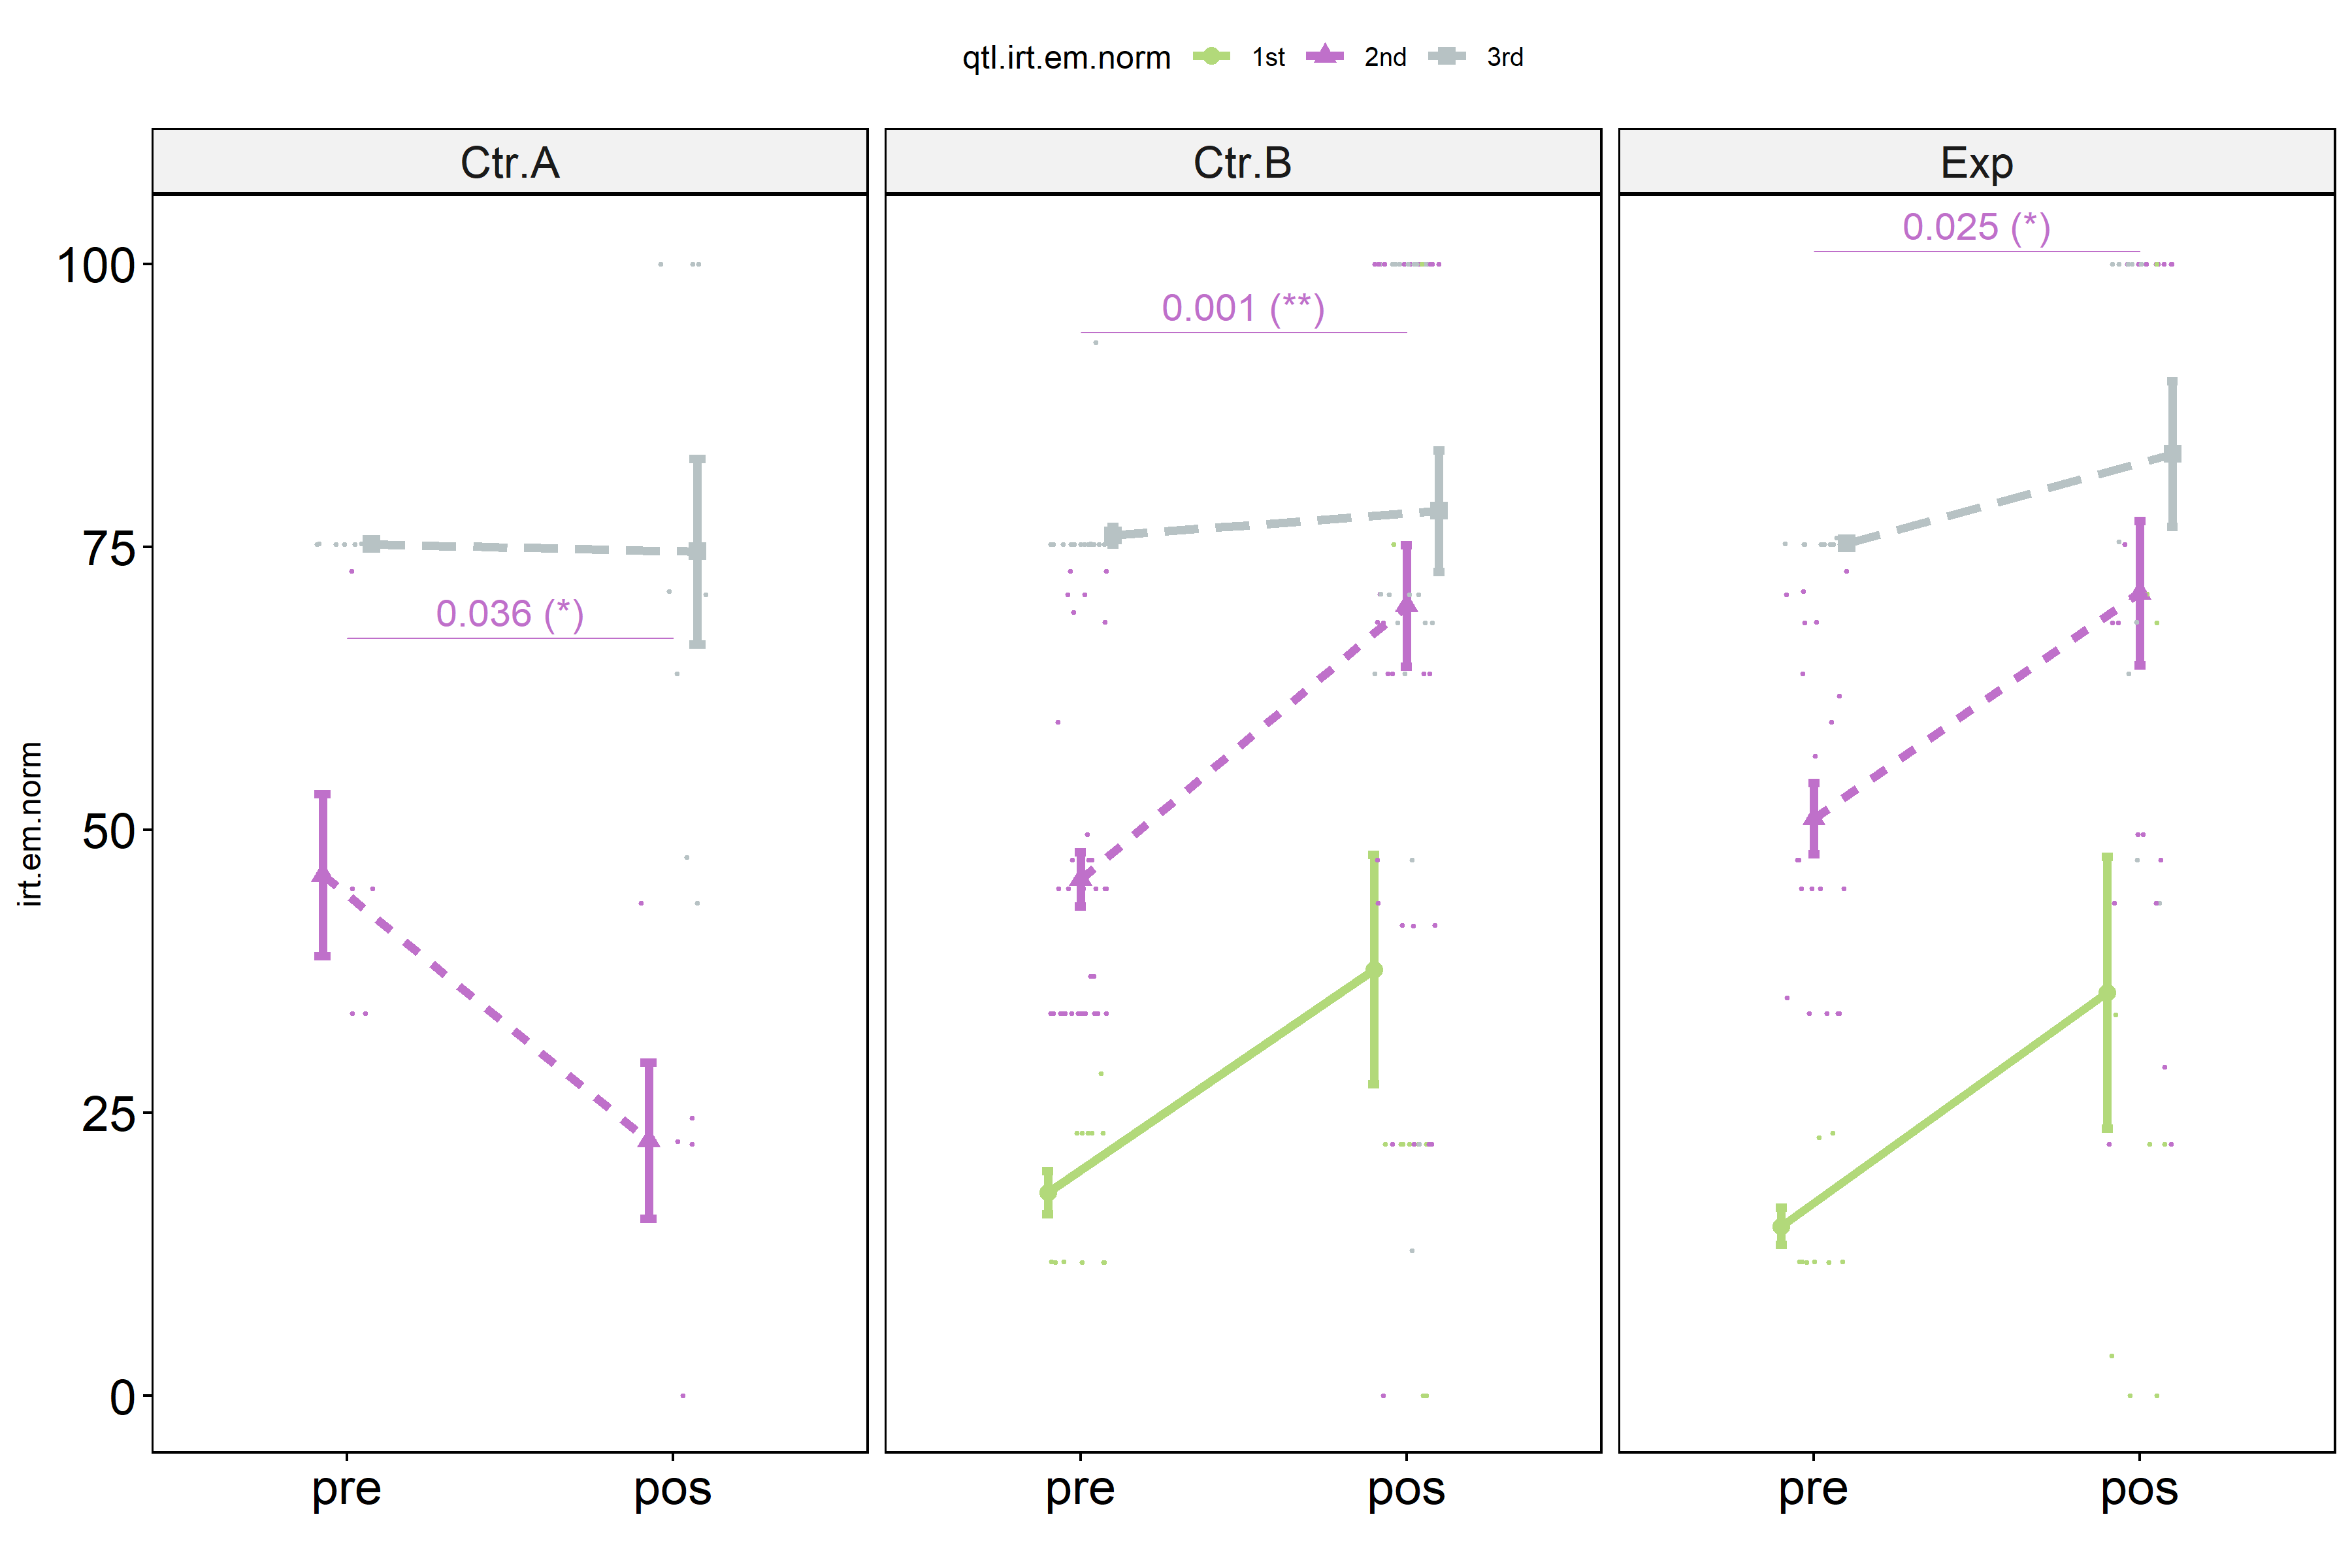 qtl.irt.em.norm 1st 2nd 3rd
Ctr.A Ctr.B Exp
0.025 (*)
100
0.001 (**)
75
0.036 (*)
irt.em.norm
50
25
0
pre pos pre pos pre pos